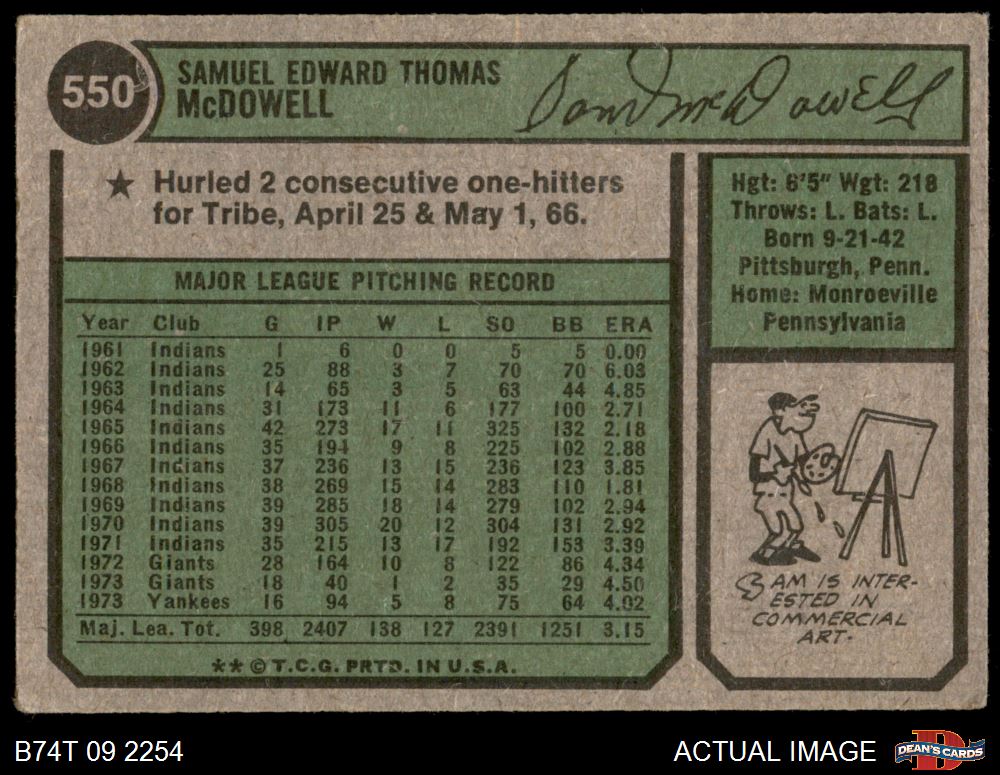 550
SAMUEL EDWARD THOMAS
McDOWELL
Sam McDowell
★ Hurled 2 consecutive one-hitters
for Tribe, April 25 & May 1, 66.
MAJOR LEAGUE PITCHING RECORD
Year Club G IP W L SO BB ERA
1961 Indians 1 6 0 0 5 5 0.00
1962 Indians 25 88 3 7 70 70 6.03
1963 Indians 14 65 3 5 63 44 4.85
1964 Indians 31 173 11 6 177 100 2.71
1965 Indians 42 273 17 11 325 132 2.18
1966 Indians 35 194 9 8 225 102 2.88
1967 Indians 37 236 13 15 236 123 3.85
1968 Indians 38 269 15 14 283 110 1.81
1969 Indians 39 285 18 14 279 102 2.94
1970 Indians 39 305 20 12 304 131 2.92
1971 Indians 35 215 13 17 192 153 3.39
1972 Giants 28 164 10 8 122 86 4.34
1973 Giants 18 40 1 2 35 29 4.50
1973 Yankees 16 94 5 8 75 64 4.02
Maj. Lea. Tot. 398 2407 138 127 2391 1251 3.15
** © T.C.G. PRTD. IN U.S.A.
Hgt: 6'5" Wgt: 218
Throws: L. Bats: L.
Born 9-21-42
Pittsburgh, Penn.
Home: Monroeville
Pennsylvania
SAM IS INTER-
ESTED IN
COMMERCIAL
ART.
B74T 09 2254
ACTUAL IMAGE
D
DEAN'S CARDS